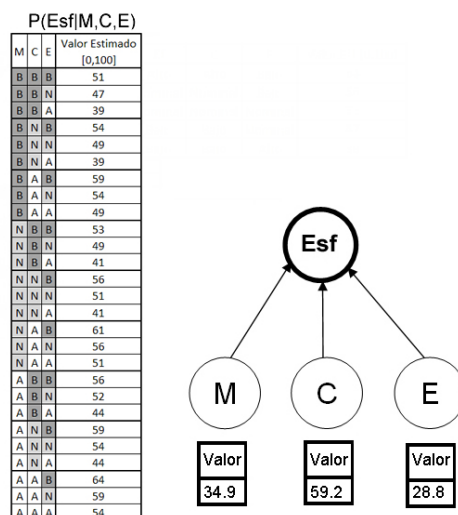 P(Esf|M,C,E)
M C E Valor Estimado [0,100]
B B B 51
B B N 47
B B A 39
B N B 54
B N N 49
B N A 39
B A B 59
B A N 54
B A A 49
N B B 53
N B N 49
N B A 41
N N B 56
N N N 51
N N A 41
N A B 61
N A N 56
N A A 51
A B B 56
A B N 52
A B A 44
A N B 59
A N N 54
A N A 44
A A B 64
A A N 59
A A A 54
Esf
M C E
Valor Valor Valor
34.9 59.2 28.8